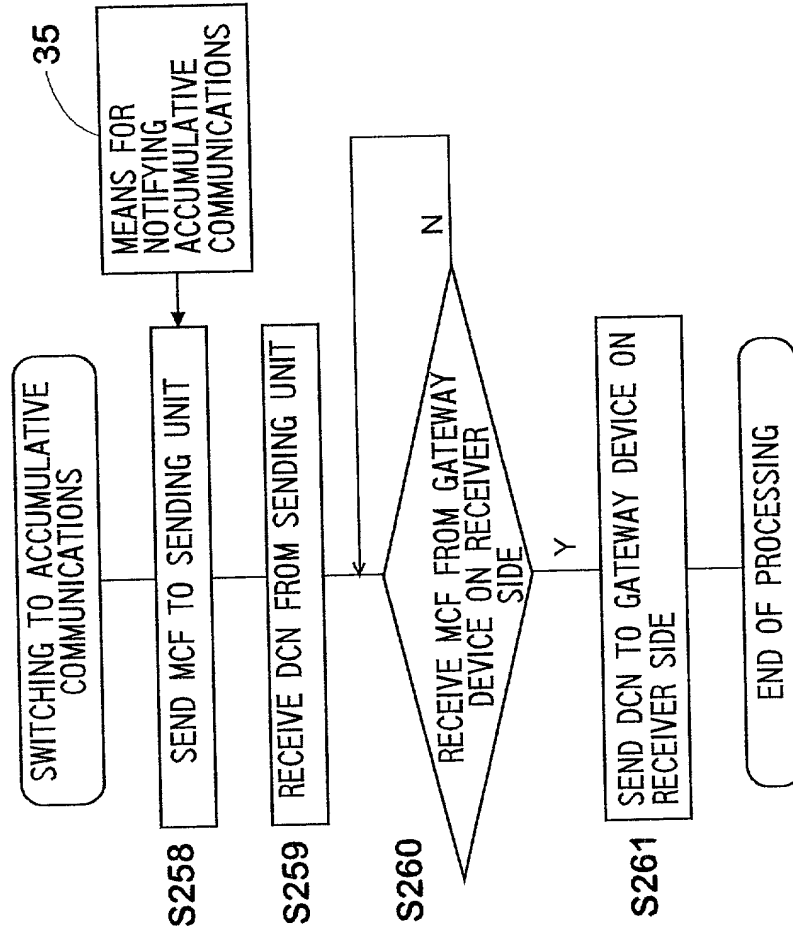 SWITCHING TO ACCUMULATIVE
COMMUNICATIONS
35
MEANS FOR
NOTIFYING
ACCUMULATIVE
COMMUNICATIONS
S258
SEND MCF TO SENDING UNIT
S259
RECEIVE DCN FROM SENDING UNIT
S260
RECEIVE MCF FROM GATEWAY
DEVICE ON RECEIVER
SIDE
N
Y
S261
SEND DCN TO GATEWAY DEVICE ON
RECEIVER SIDE
END OF PROCESSING